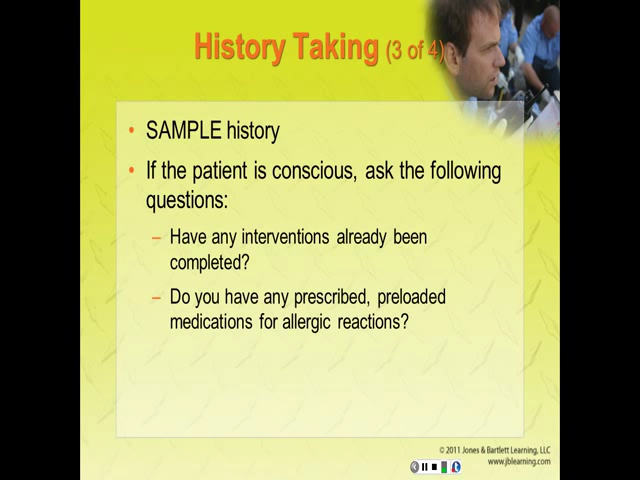 History Taking (3 of 4)
• SAMPLE history
• If the patient is conscious, ask the following
questions:
– Have any interventions already been
completed?
– Do you have any prescribed, preloaded
medications for allergic reactions?
© 2011 Jones & Bartlett Learning, LLC
www.jblearning.com